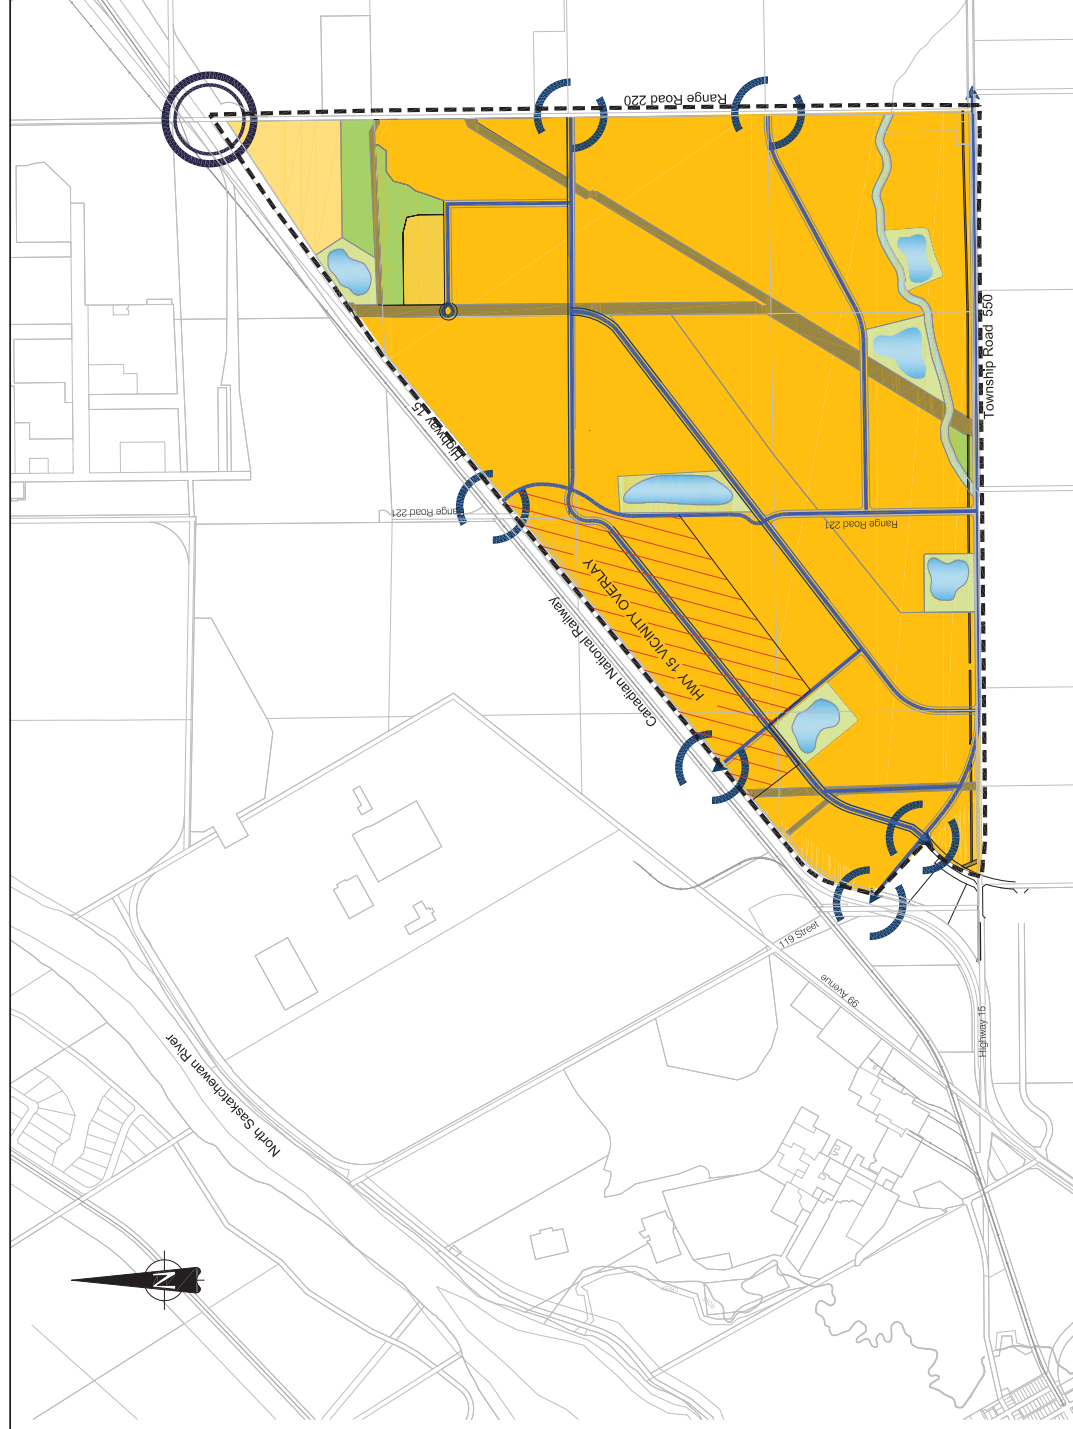 Range Road 220
Township Road 550
Highway 15
Range Road 221
Range Road 221
HWY 15 VICINITY OVERLAY
Canadian National Railway
119 Street
99 Avenue
Highway 15
North Saskatchewan River
N